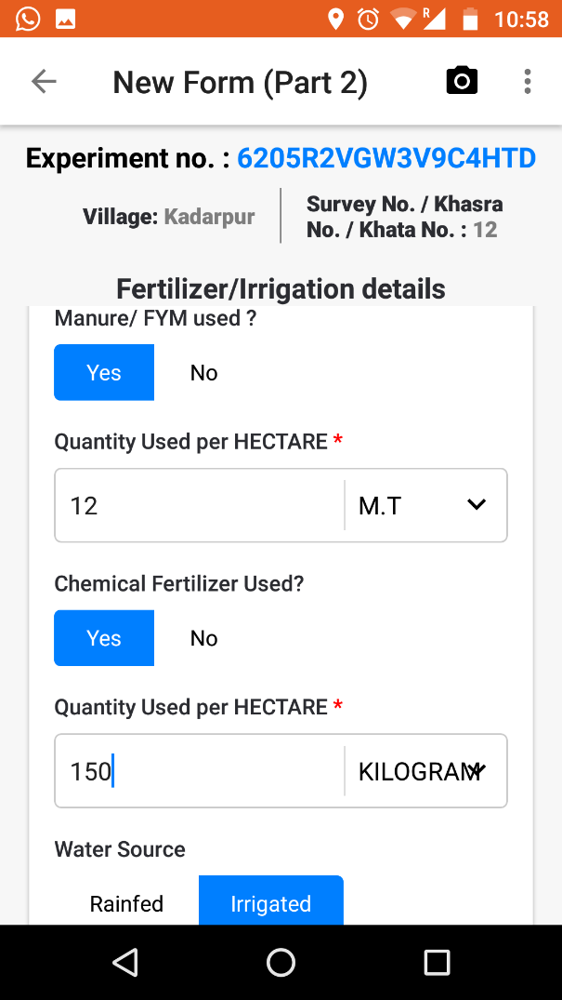 R
10:58
New Form (Part 2)
Experiment no. : 6205R2VGW3V9C4HTD
Village: Kadarpur
Survey No. / Khasra
No. / Khata No. : 12
Fertilizer/Irrigation details
Manure/ FYM used ?
Yes No
Quantity Used per HECTARE *
12 M.T
Chemical Fertilizer Used?
Yes No
Quantity Used per HECTARE *
150 KILOGRAM
Water Source
Rainfed Irrigated